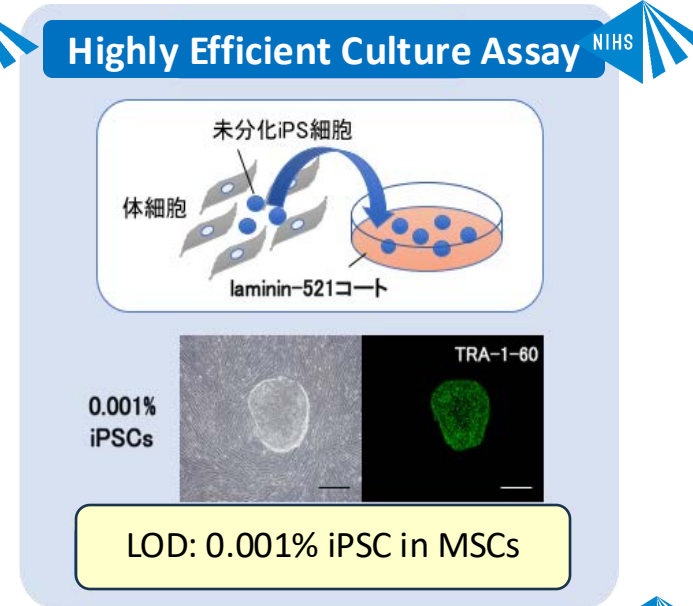 Highly Efficient Culture Assay
NIHS
未分化iPS細胞
体細胞
laminin-521コート
TRA-1-60
0.001%
iPSCs
LOD: 0.001% iPSC in MSCs